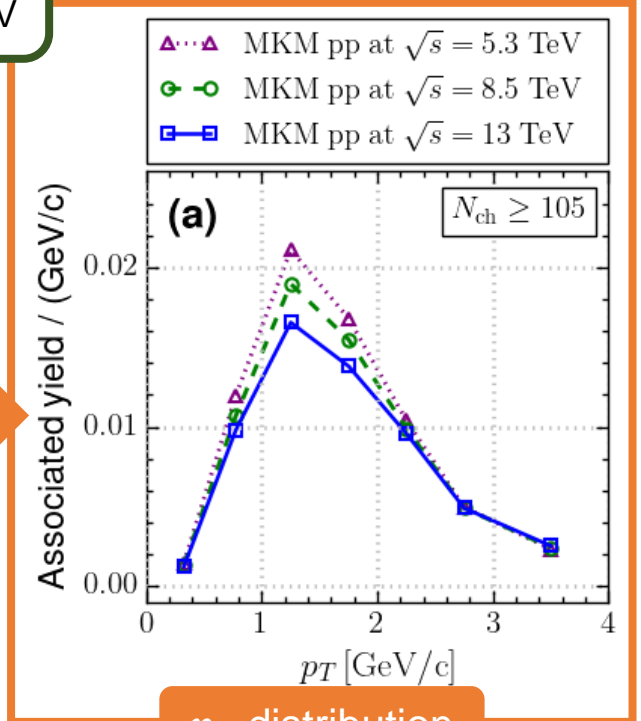 V
MKM pp at √s = 5.3 TeV
MKM pp at √s = 8.5 TeV
MKM pp at √s = 13 TeV
(a)
N_ch ≥ 105
Associated yield / (GeV/c)
0.02
0.01
0.00
0 1 2 3 4
p_T [GeV/c]
distribution